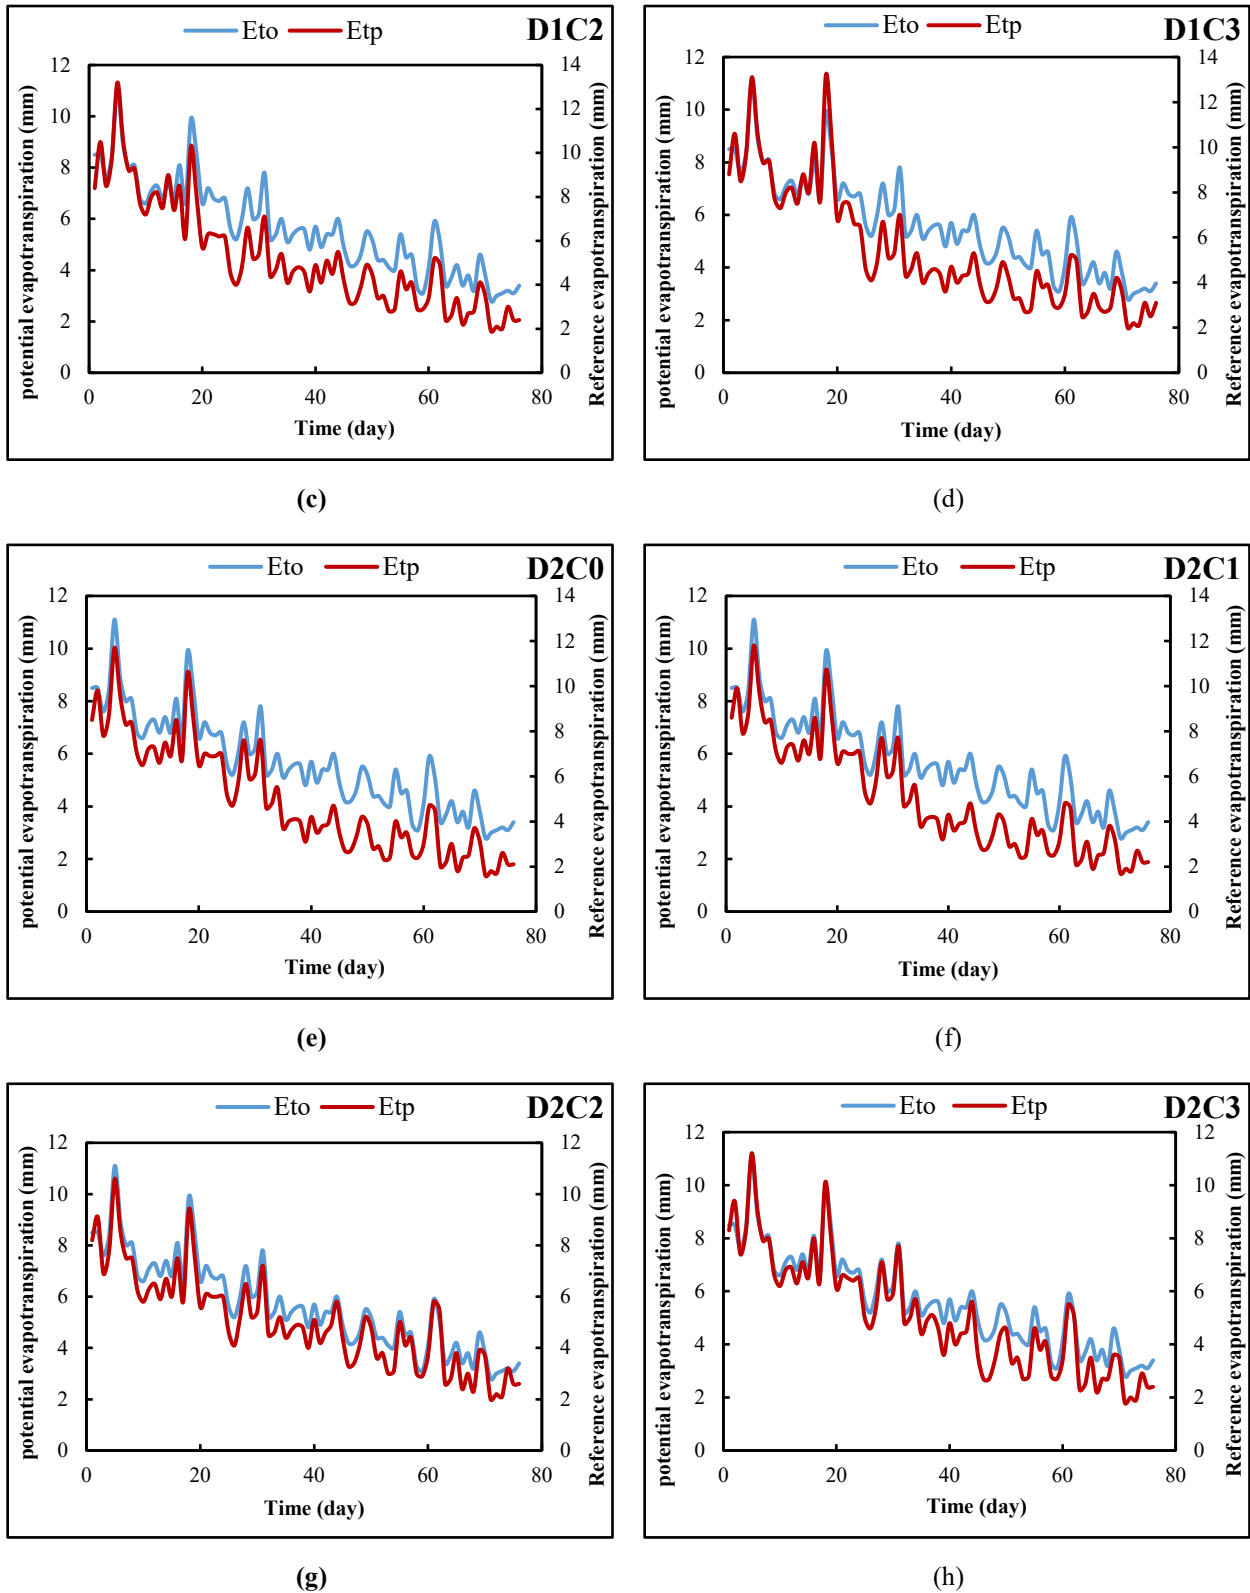 Eto Etp D1C2
potential evapotranspiration (mm)
12
10
8
6
4
2
0
14
12
10
8
6
4
2
0
Reference evapotranspiration (mm)
0 20 40 60 80
Time (day)
(c)
Eto Etp D1C3
potential evapotranspiration (mm)
12
10
8
6
4
2
0
14
12
10
8
6
4
2
0
Reference evapotranspiration (mm)
0 20 40 60 80
Time (day)
(d)
Eto Etp D2C0
potential evapotranspiration (mm)
12
10
8
6
4
2
0
14
12
10
8
6
4
2
0
Reference evapotranspiration (mm)
0 20 40 60 80
Time (day)
(e)
Eto Etp D2C1
potential evapotranspiration (mm)
12
10
8
6
4
2
0
14
12
10
8
6
4
2
0
Reference evapotranspiration (mm)
0 20 40 60 80
Time (day)
(f)
Eto Etp D2C2
potential evapotranspiration (mm)
12
10
8
6
4
2
0
12
10
8
6
4
2
0
Reference evapotranspiration (mm)
0 20 40 60 80
Time (day)
(g)
Eto Etp D2C3
potential evapotranspiration (mm)
12
10
8
6
4
2
0
12
10
8
6
4
2
0
Reference evapotranspiration (mm)
0 20 40 60 80
Time (day)
(h)